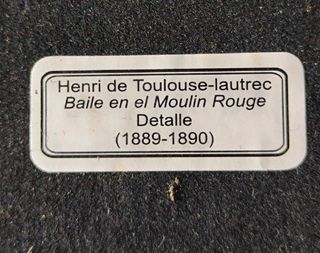 Henri de Toulouse-lautrec
Baile en el Moulin Rouge
Detalle
(1889-1890)